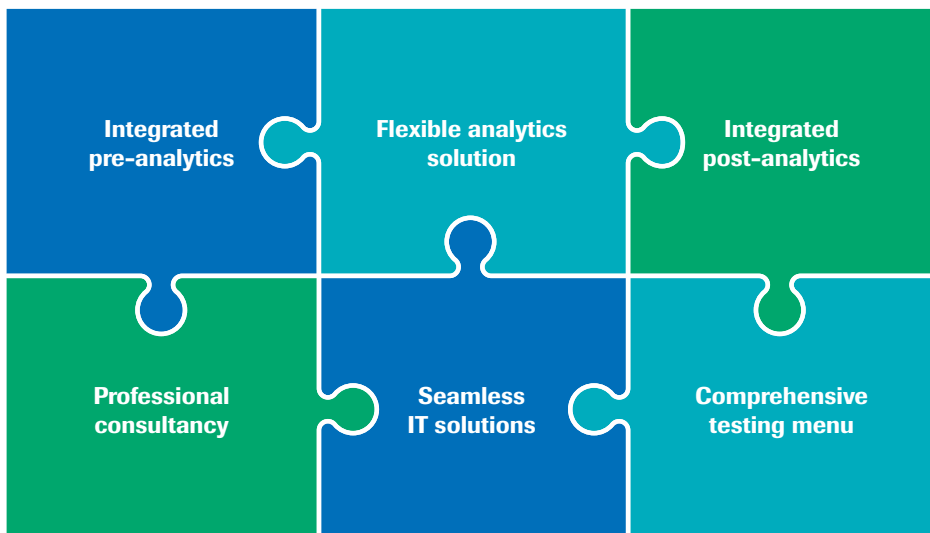 Integrated
pre-analytics
Flexible analytics
solution
Integrated
post-analytics
Professional
consultancy
Seamless
IT solutions
Comprehensive
testing menu